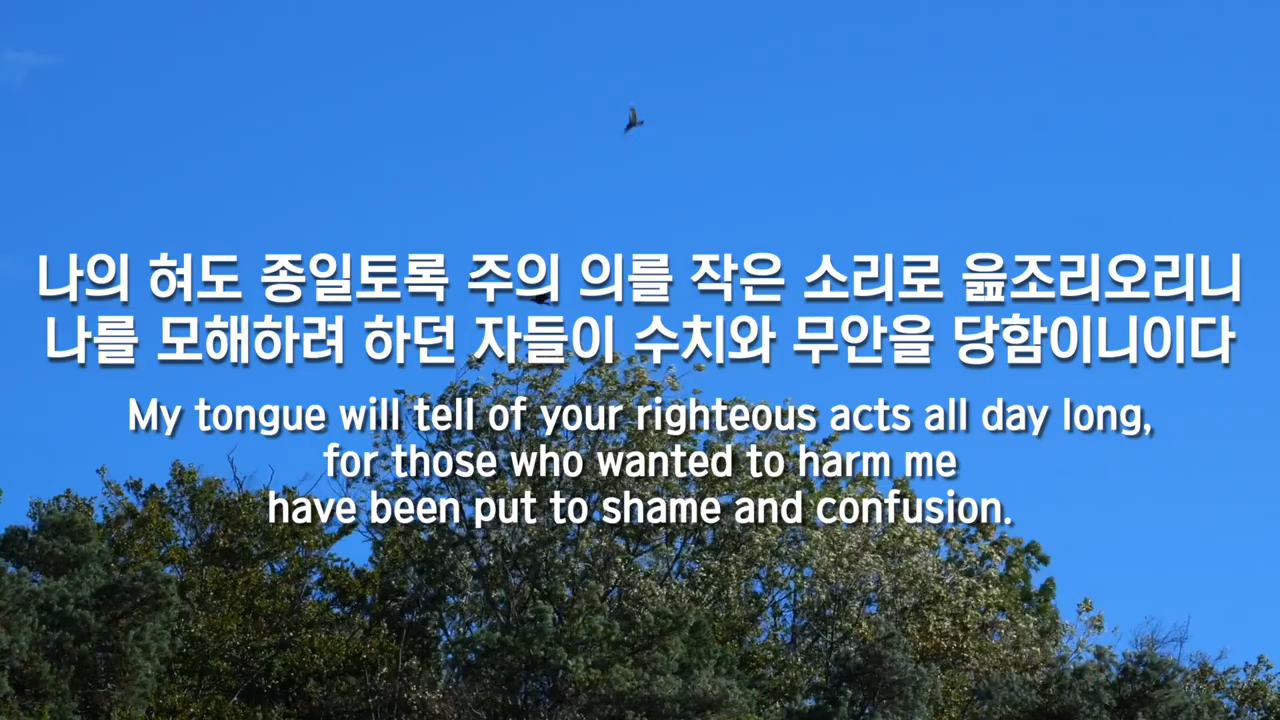 나의 혀도 종일토록 주의 의를 작은 소리로 읊조리오리니
나를 모해하려 하던 자들이 수치와 무안을 당함이니이다
My tongue will tell of your righteous acts all day long,
for those who wanted to harm me
have been put to shame and confusion.